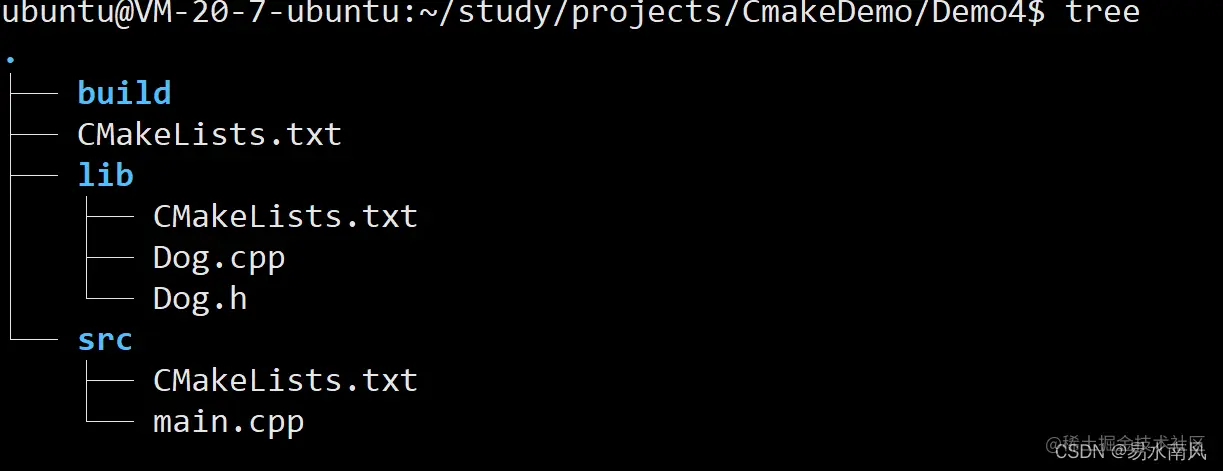 ubuntu@VM-20-7-ubuntu:~/study/projects/CmakeDemo/Demo4$ tree
.
├── build
├── CMakeLists.txt
├── lib
│   ├── CMakeLists.txt
│   ├── Dog.cpp
│   └── Dog.h
└── src
    ├── CMakeLists.txt
    └── main.cpp
@稀土掘金技术社区
CSDN @易水南风